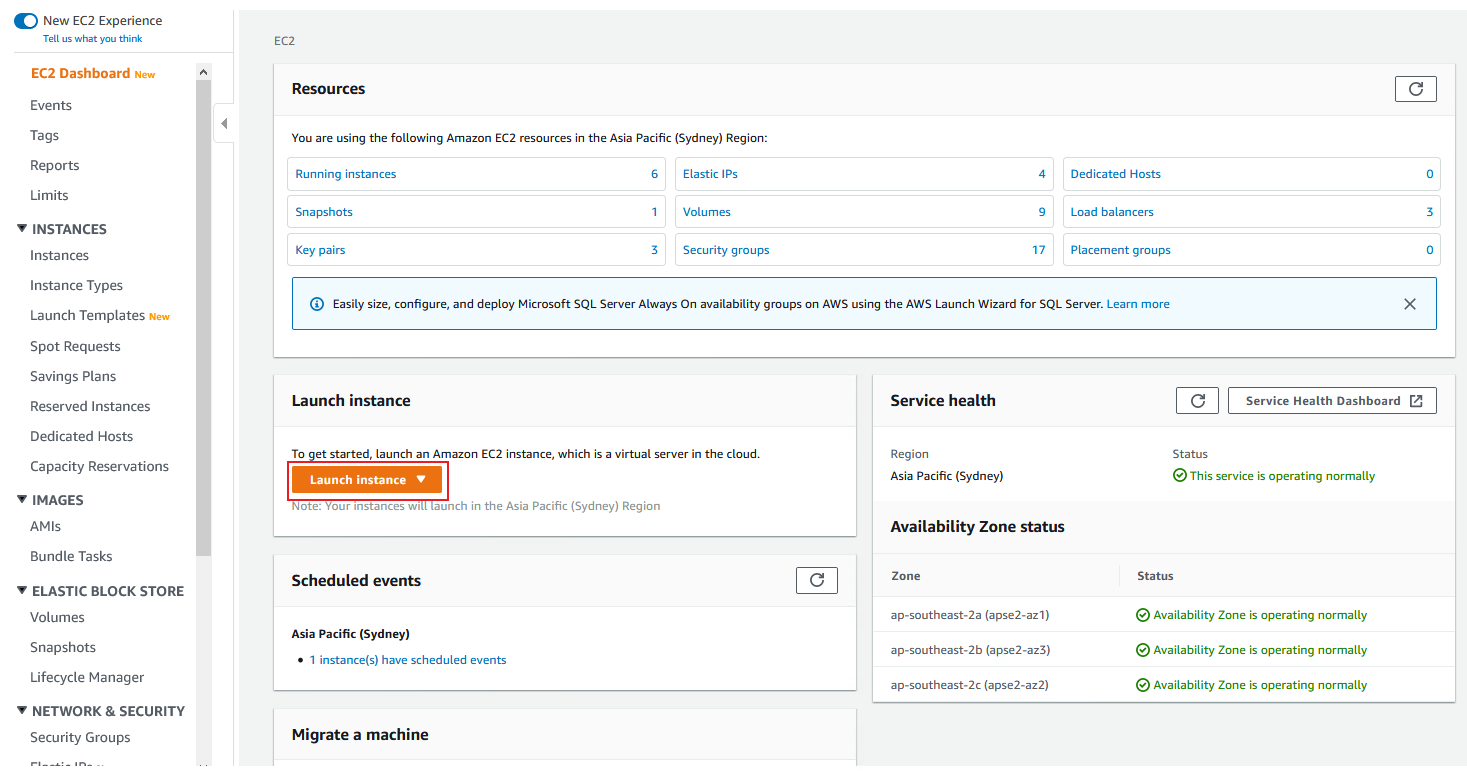 New EC2 Experience
Tell us what you think
EC2 Dashboard New
Events
Tags
Reports
Limits
INSTANCES
Instances
Instance Types
Launch Templates New
Spot Requests
Savings Plans
Reserved Instances
Dedicated Hosts
Capacity Reservations
IMAGES
AMIs
Bundle Tasks
ELASTIC BLOCK STORE
Volumes
Snapshots
Lifecycle Manager
NETWORK & SECURITY
Security Groups
Elastic IPs
EC2
Resources
You are using the following Amazon EC2 resources in the Asia Pacific (Sydney) Region:
Running instances 6 Elastic IPs 4 Dedicated Hosts 0
Snapshots 1 Volumes 9 Load balancers 3
Key pairs 3 Security groups 17 Placement groups 0
Easily size, configure, and deploy Microsoft SQL Server Always On availability groups on AWS using the AWS Launch Wizard for SQL Server. Learn more
Launch instance
To get started, launch an Amazon EC2 instance, which is a virtual server in the cloud.
Launch instance
Note: Your instances will launch in the Asia Pacific (Sydney) Region
Scheduled events
Asia Pacific (Sydney)
• 1 instance(s) have scheduled events
Migrate a machine
Service health
Service Health Dashboard
Region Status
Asia Pacific (Sydney) This service is operating normally
Availability Zone status
Zone Status
ap-southeast-2a (apse2-az1) Availability Zone is operating normally
ap-southeast-2b (apse2-az3) Availability Zone is operating normally
ap-southeast-2c (apse2-az2) Availability Zone is operating normally